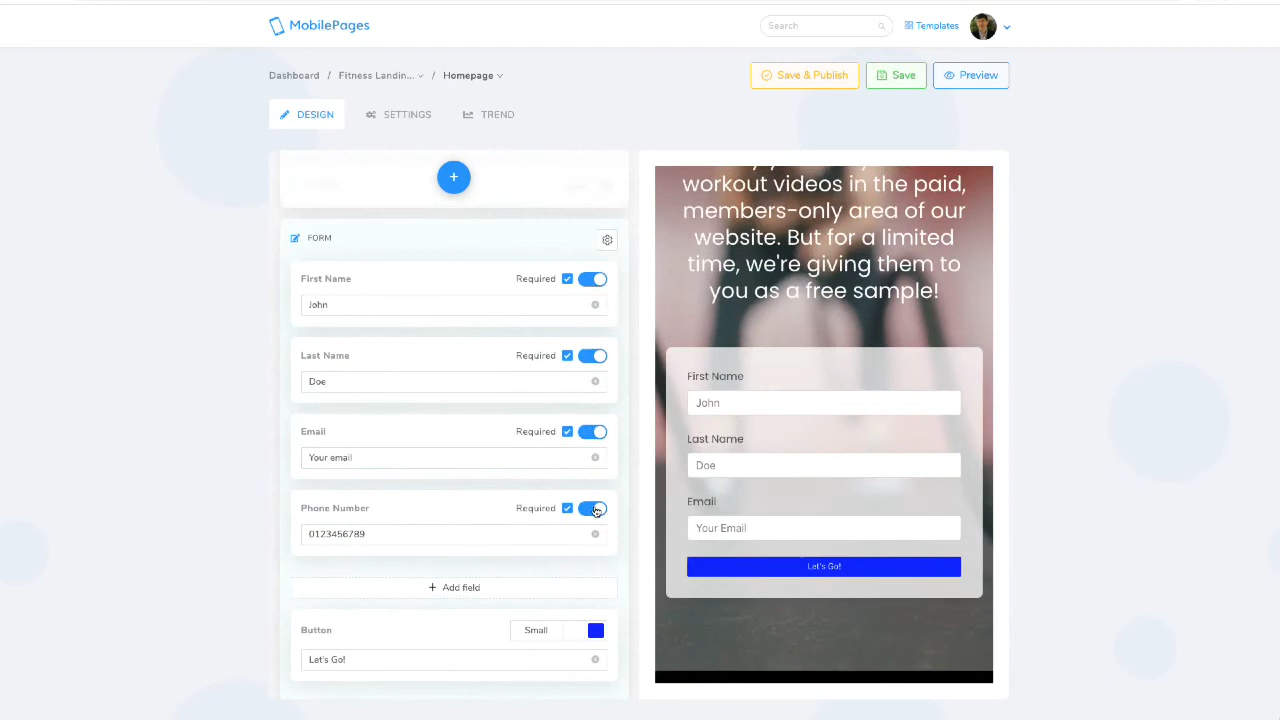 MobilePages
Search
Templates
Dashboard / Fitness Landin... / Homepage
Save & Publish
Save
Preview
DESIGN
SETTINGS
TREND
+
FORM
First Name
Required
John
Last Name
Required
Doe
Email
Required
Your email
Phone Number
Required
0123456789
+ Add field
Button
Small
Let's Go!
workout videos in the paid,
members-only area of our
website. But for a limited
time, we're giving them to
you as a free sample!
First Name
John
Last Name
Doe
Email
Your Email
Let's Go!